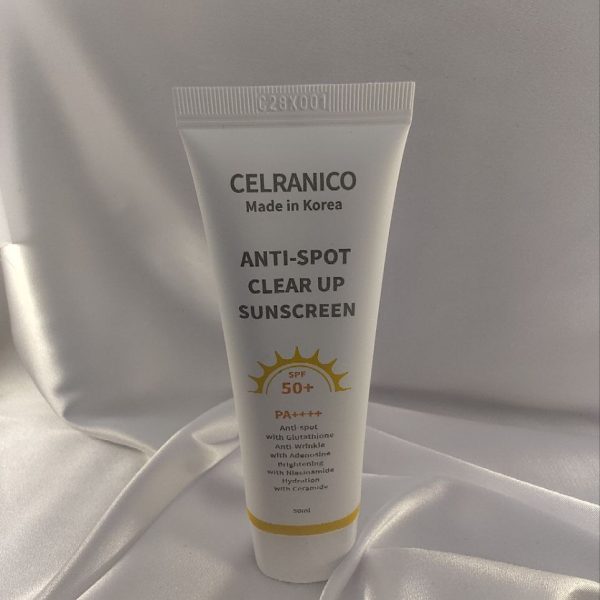 C28X001
CELRANICO
Made in Korea
ANTI-SPOT
CLEAR UP
SUNSCREEN
SPF
50+
PA++++
Anti-spot
with Glutathione
Anti-Wrinkle
with Adenosine
Brightening
with Niacinamide
Hydration
with Ceramide
50ml